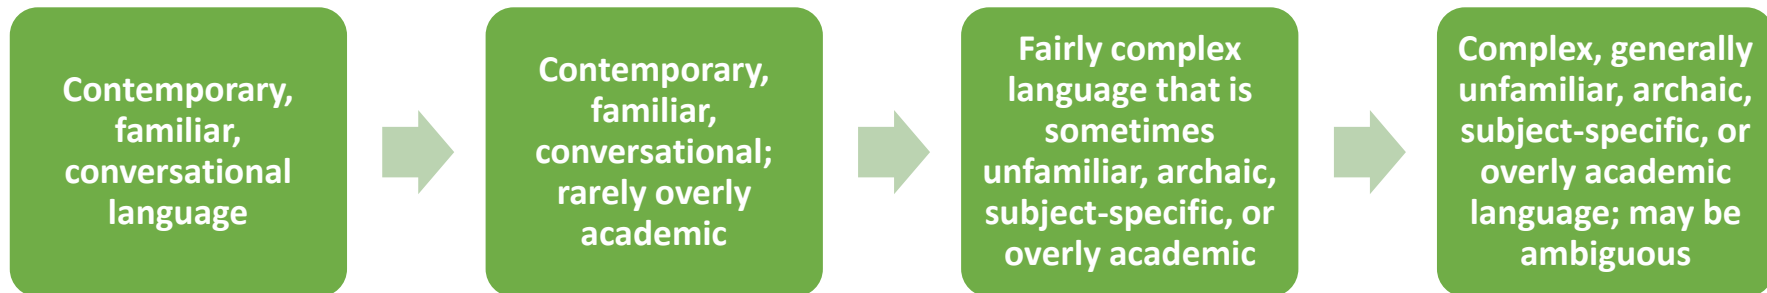 Contemporary,
familiar,
conversational
language
Contemporary,
familiar,
conversational;
rarely overly
academic
Fairly complex
language that is
sometimes
unfamiliar, archaic,
subject-specific, or
overly academic
Complex, generally
unfamiliar, archaic,
subject-specific, or
overly academic
language; may be
ambiguous